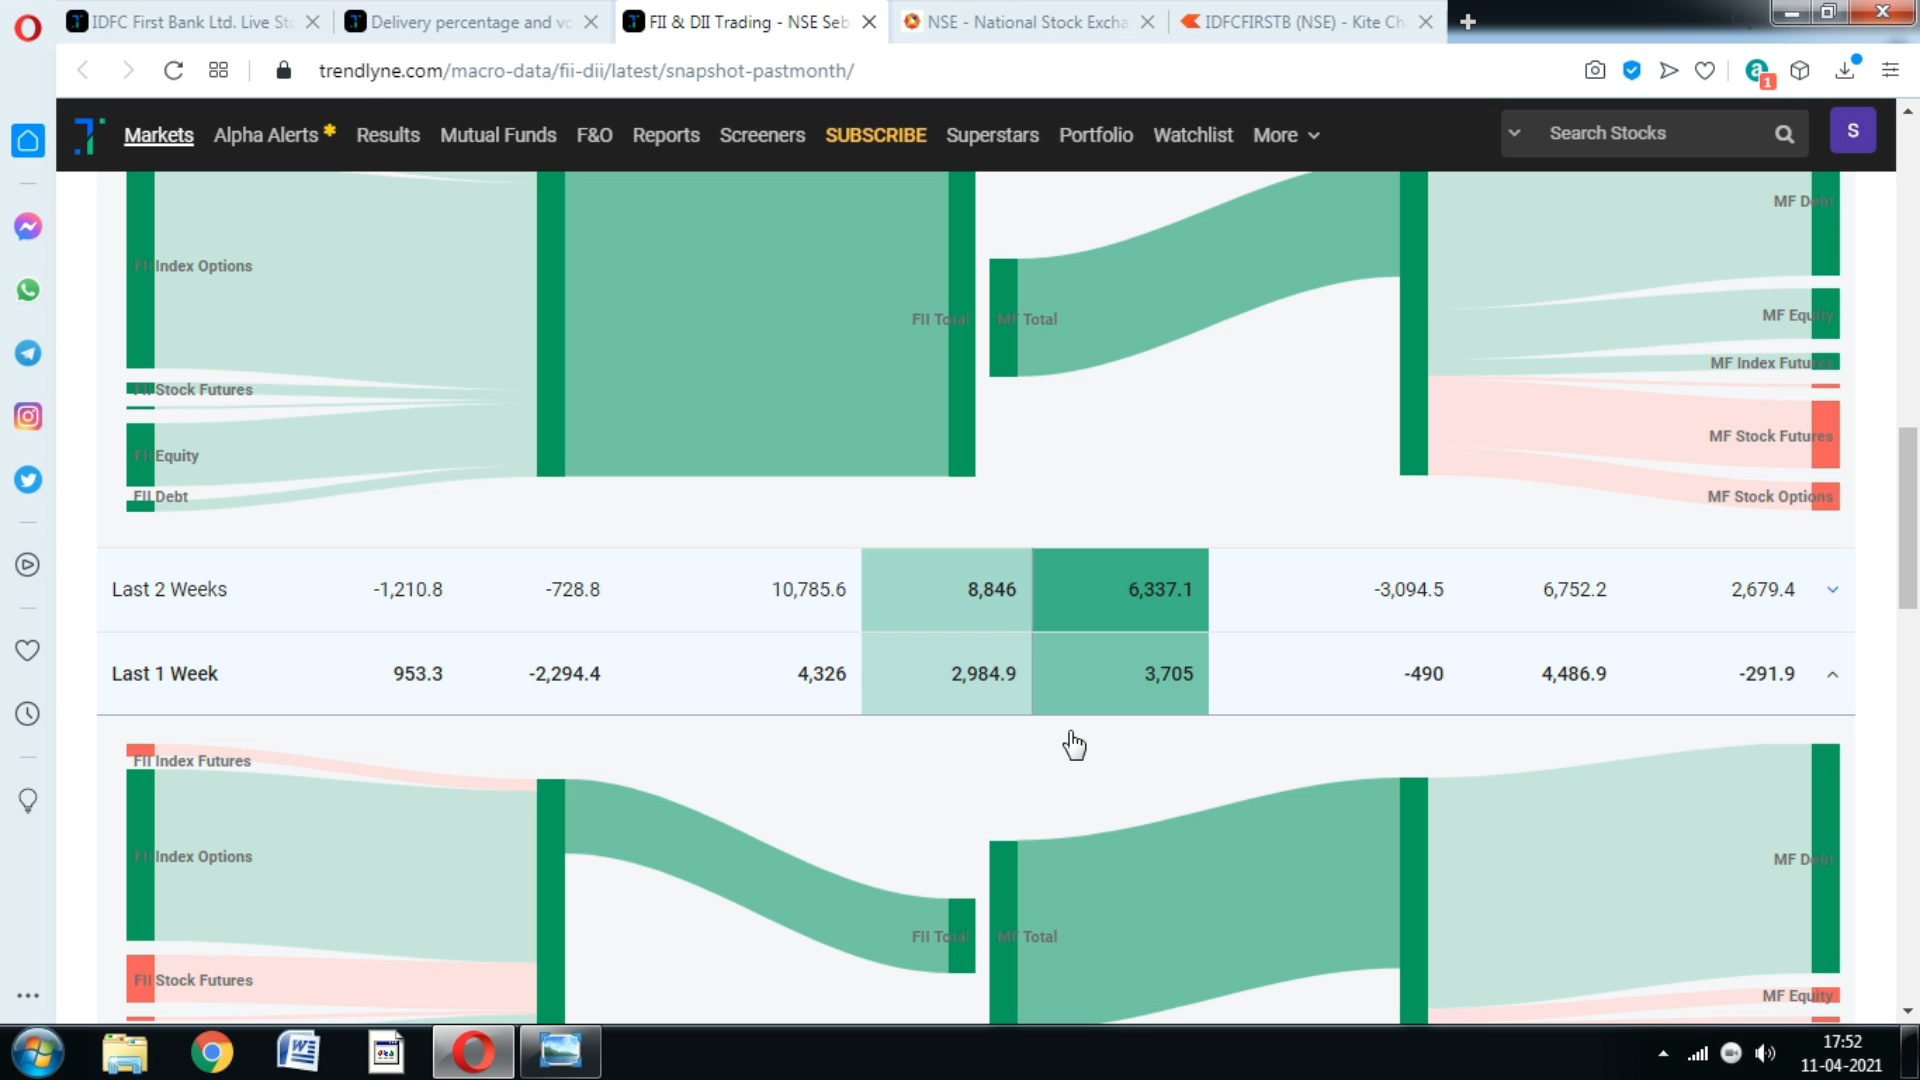 IDFC First Bank Ltd. Live Sto
Delivery percentage and vo
FII & DII Trading - NSE Seb
NSE - National Stock Excha
IDFCFIRSTB (NSE) - Kite Ch
trendlyne.com/macro-data/fii-dii/latest/snapshot-pastmonth/
1
Markets Alpha Alerts Results Mutual Funds F&O Reports Screeners SUBSCRIBE Superstars Portfolio Watchlist More
Search Stocks
S
MF Debt
FII Index Options
MF Equity
FII Total
MF Total
MF Index Futures
FII Stock Futures
MF Stock Futures
FII Equity
FII Debt
MF Stock Options
Last 2 Weeks -1,210.8 -728.8 10,785.6 8,846 6,337.1 -3,094.5 6,752.2 2,679.4
Last 1 Week 953.3 -2,294.4 4,326 2,984.9 3,705 -490 4,486.9 -291.9
FII Index Futures
FII Index Options
MF Debt
FII Total
MF Total
FII Stock Futures
MF Equity
17:52
11-04-2021